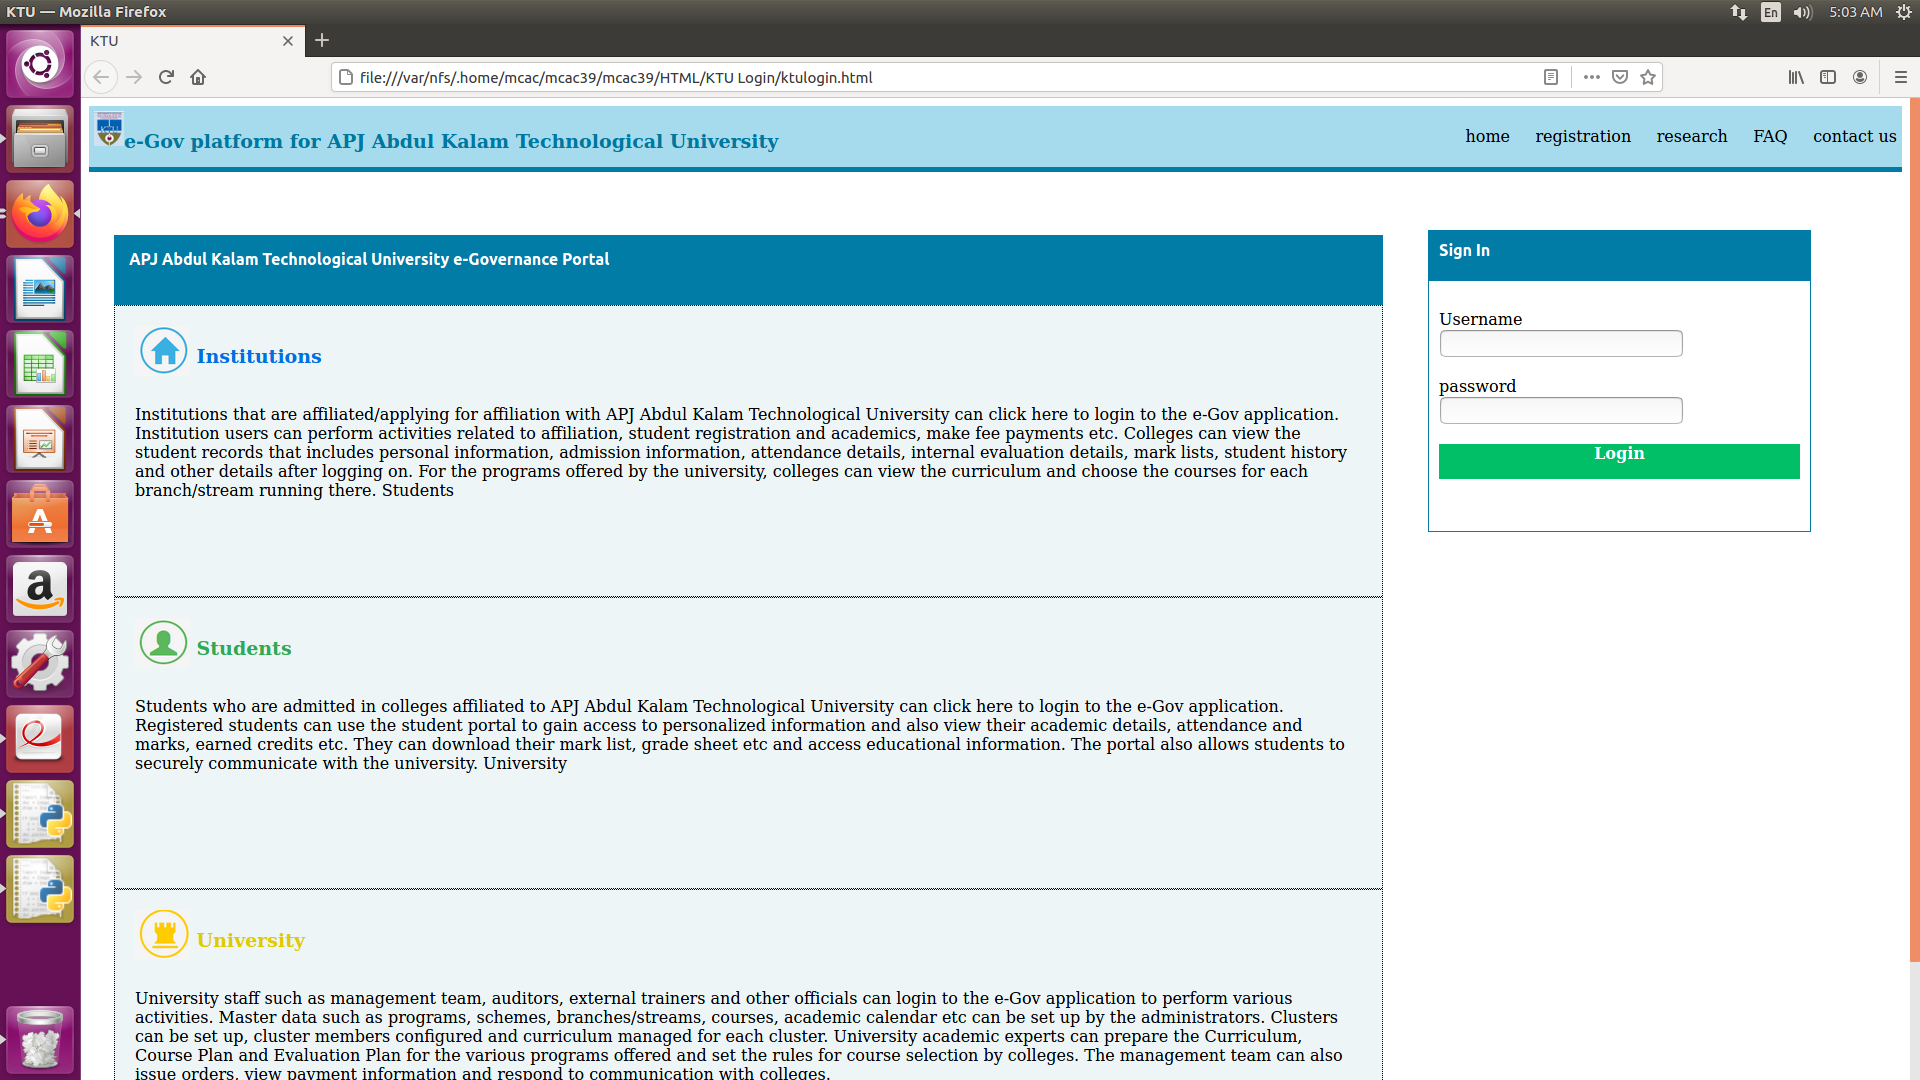 KTU — Mozilla Firefox
En
5:03 AM
KTU
file:///var/nfs/.home/mcac/mcac39/mcac39/HTML/KTU Login/ktulogin.html
e-Gov platform for APJ Abdul Kalam Technological University
home registration research FAQ contact us
APJ Abdul Kalam Technological University e-Governance Portal
Institutions
Institutions that are affiliated/applying for affiliation with APJ Abdul Kalam Technological University can click here to login to the e-Gov application.
Institution users can perform activities related to affiliation, student registration and academics, make fee payments etc. Colleges can view the
student records that includes personal information, admission information, attendance details, internal evaluation details, mark lists, student history
and other details after logging on. For the programs offered by the university, colleges can view the curriculum and choose the courses for each
branch/stream running there. Students
Students
Students who are admitted in colleges affiliated to APJ Abdul Kalam Technological University can click here to login to the e-Gov application.
Registered students can use the student portal to gain access to personalized information and also view their academic details, attendance and
marks, earned credits etc. They can download their mark list, grade sheet etc and access educational information. The portal also allows students to
securely communicate with the university. University
University
University staff such as management team, auditors, external trainers and other officials can login to the e-Gov application to perform various
activities. Master data such as programs, schemes, branches/streams, courses, academic calendar etc can be set up by the administrators. Clusters
can be set up, cluster members configured and curriculum managed for each cluster. University academic experts can prepare the Curriculum,
Course Plan and Evaluation Plan for the various programs offered and set the rules for course selection by colleges. The management team can also
issue orders, view payment information and respond to communication with colleges.
Sign In
Username
password
Login